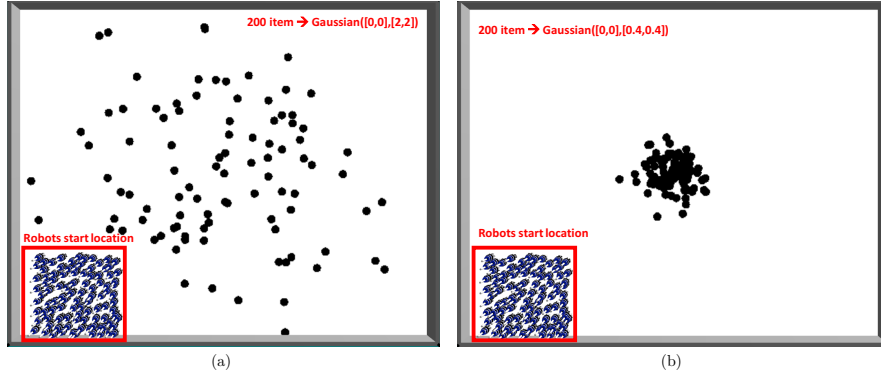 200 item → Gaussian([0,0],[2,2])
Robots start location
(a)
200 item → Gaussian([0,0],[0.4,0.4])
Robots start location
(b)